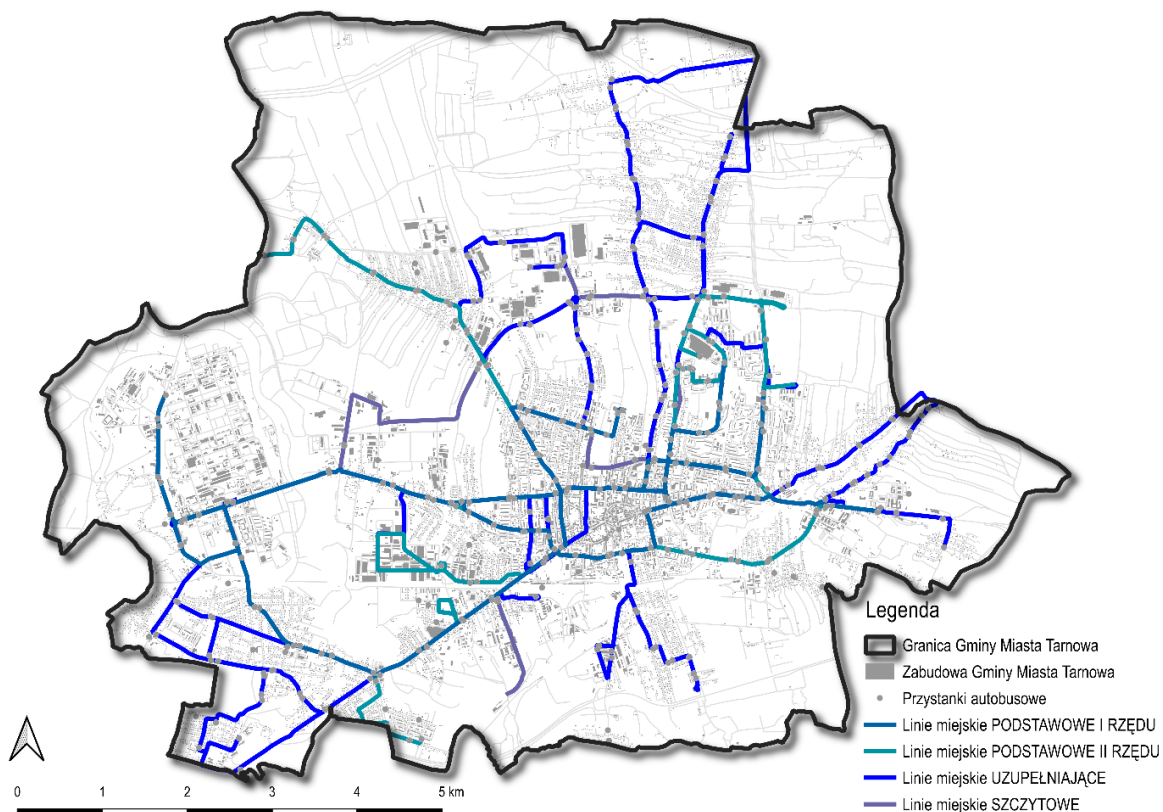 Legenda
Granica Gminy Miasta Tarnowa
Zabudowa Gminy Miasta Tarnowa
Przystanki autobusowe
Linie miejskie PODSTAWOWE I RZĘDU
Linie miejskie PODSTAWOWE II RZĘDU
Linie miejskie UZUPEŁNIAJĄCE
Linie miejskie SZCZYTOWE
0 1 2 3 4 5 km